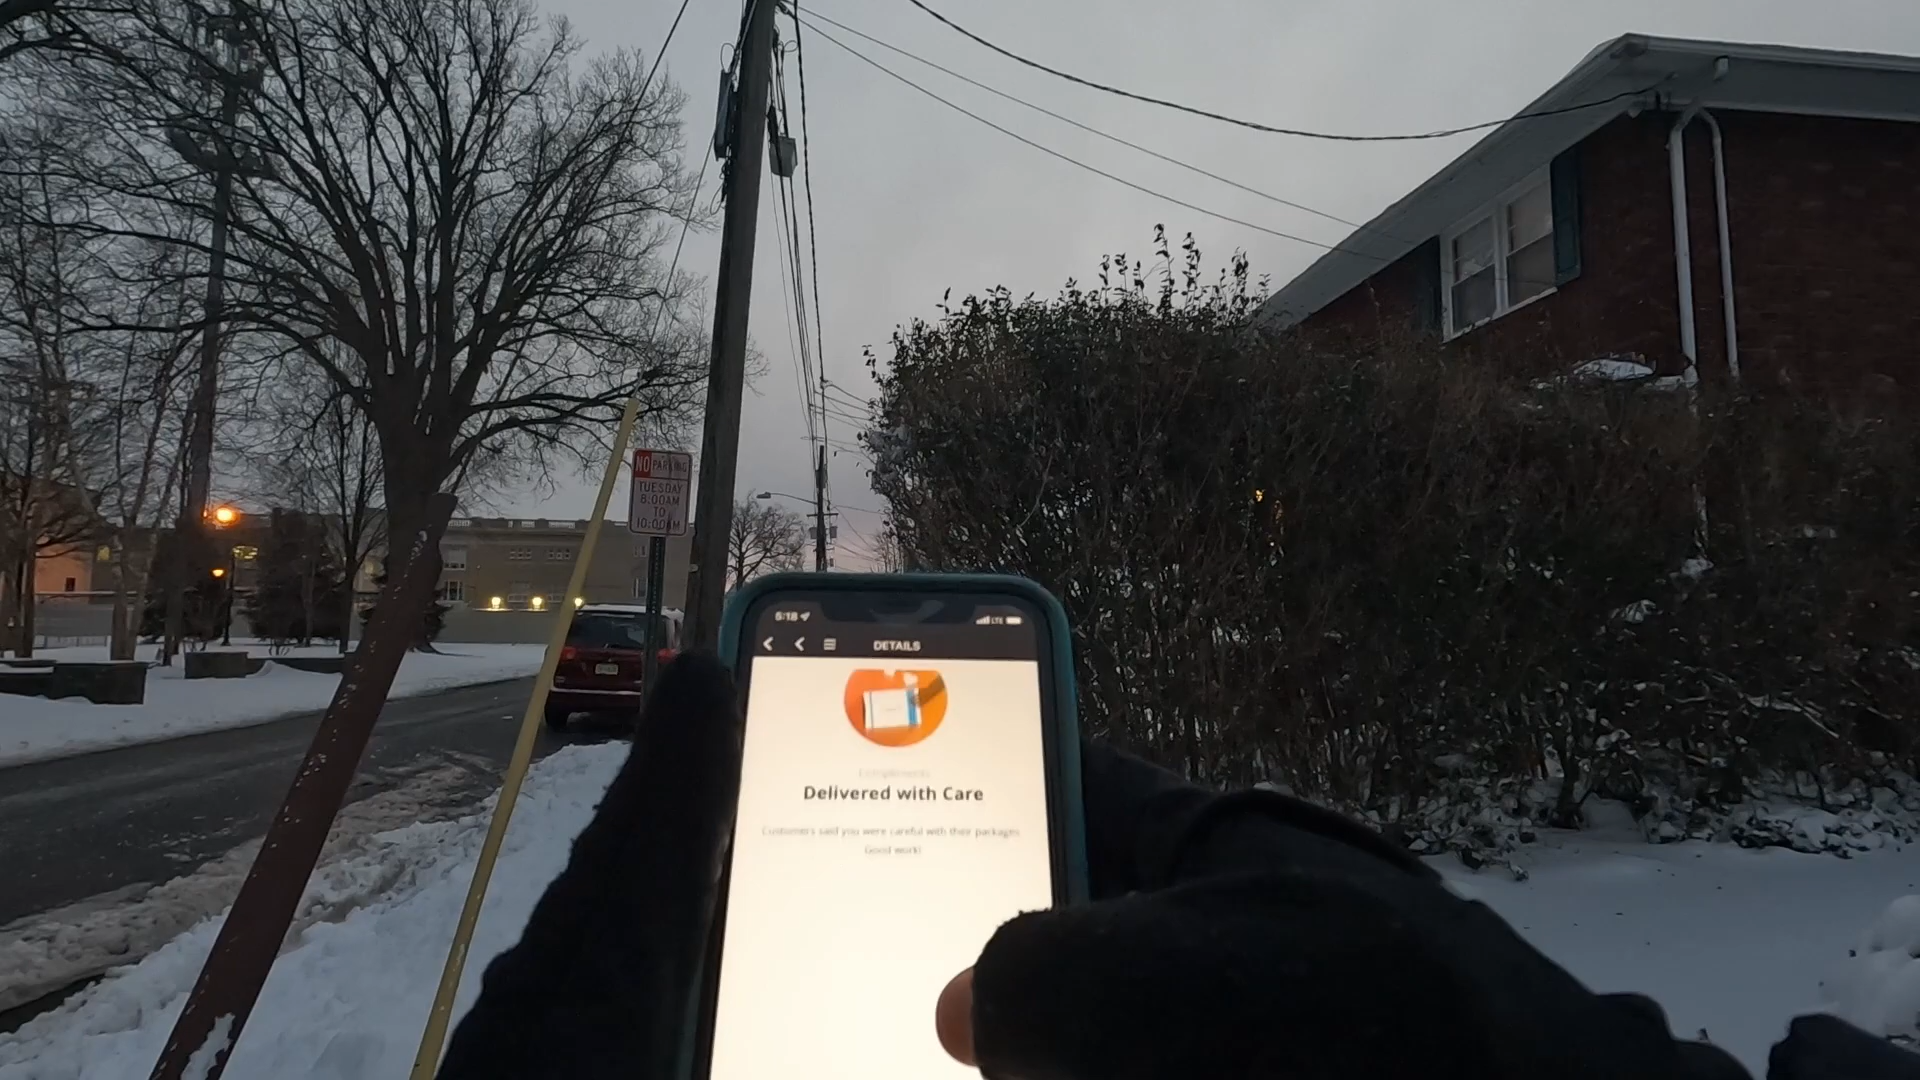 NO PARKING
TUESDAY
8:00AM
TO
10:00AM
5:18
LTE
DETAILS
Compliments
Delivered with Care
Customers said you were careful with their packages.
Good work!